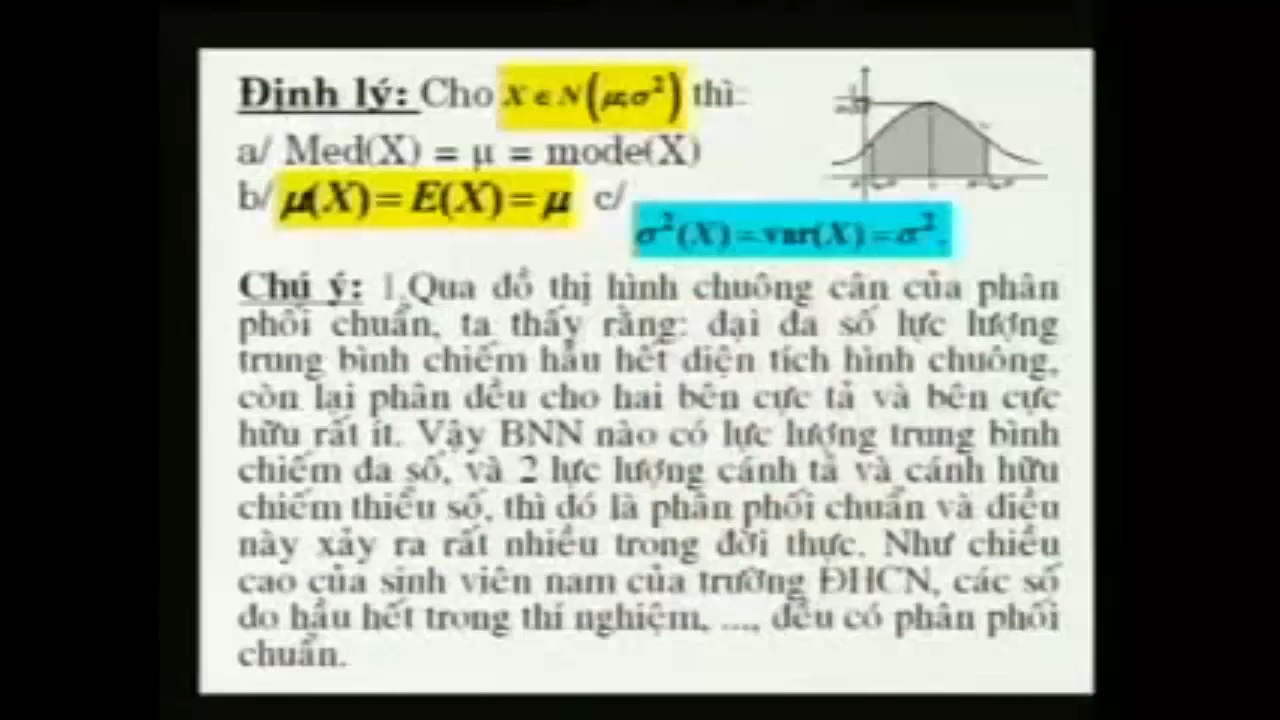 Định lý: Cho X ∈ N(μ,σ²) thì:
a/ Med(X) = μ = mode(X)
b/ μ(X) = E(X) = μ c/
σ²(X) = var(X) = σ².
Chú ý: 1.Qua đồ thị hình chuông cân của phân
phối chuẩn, ta thấy rằng: đại đa số lực lượng
trung bình chiếm hầu hết diện tích hình chuông,
còn lại phân đều cho hai bên cực tả và bên cực
hữu rất ít. Vậy BNN nào có lực lượng trung bình
chiếm đa số, và 2 lực lượng cánh tả và cánh hữu
chiếm thiểu số, thì đó là phân phối chuẩn và điều
này xảy ra rất nhiều trong đời thực. Như chiều
cao của sinh viên nam của trường ĐHCN, các số
đo hầu hết trong thí nghiệm, ..., đều có phân phối
chuẩn.